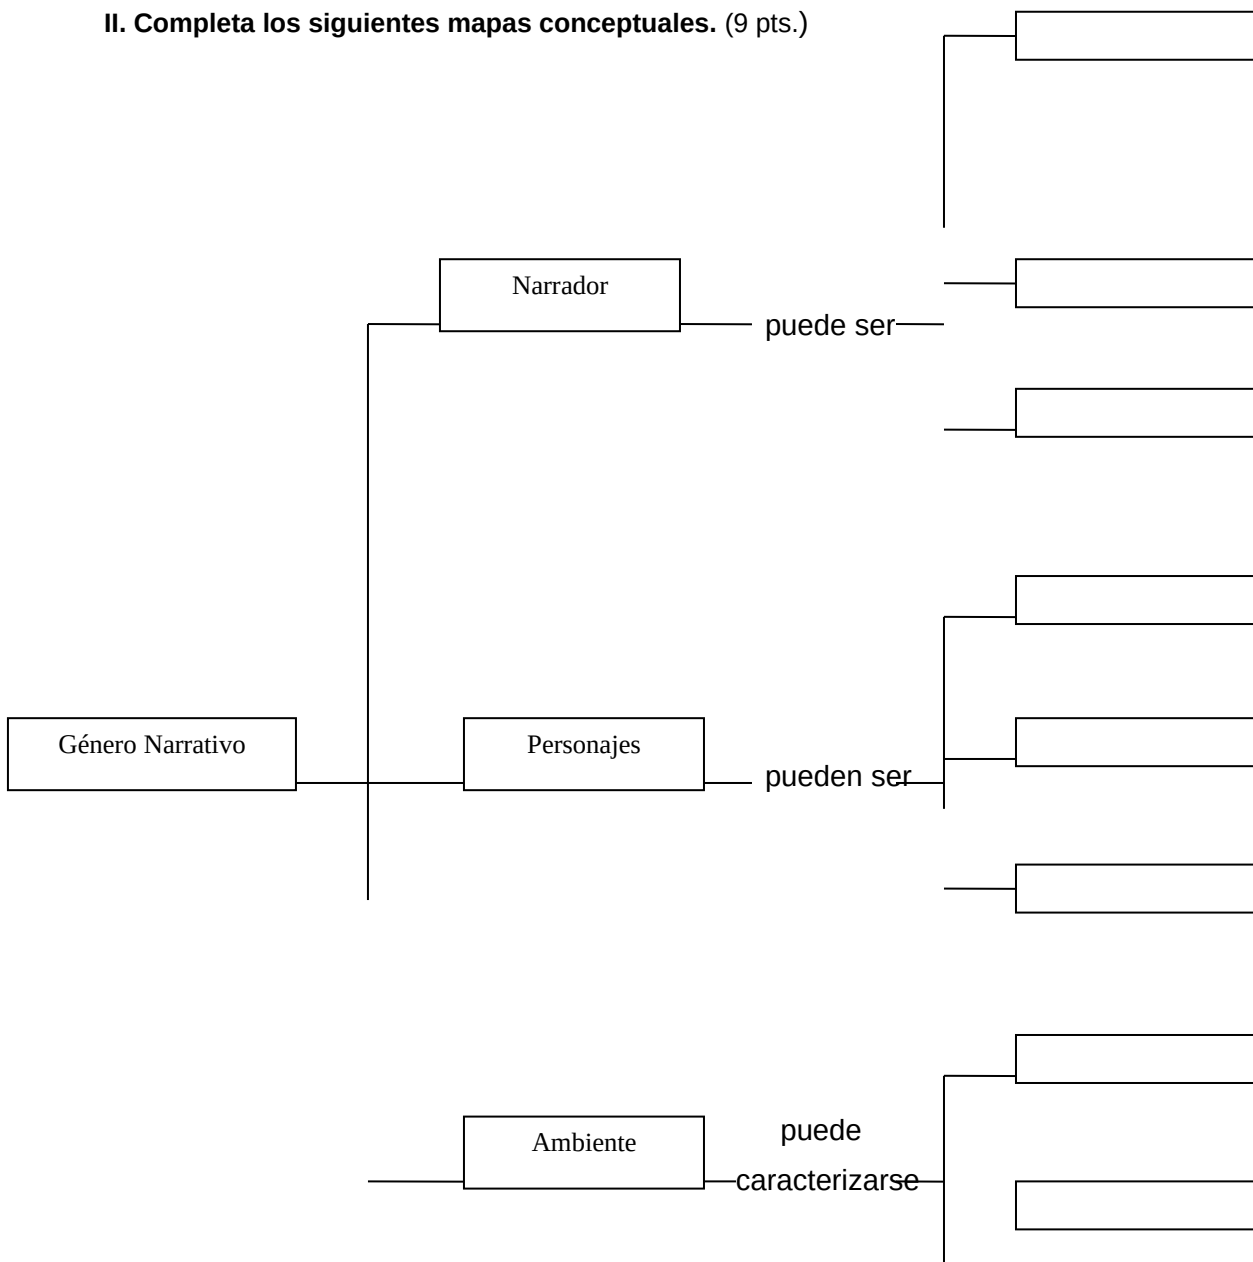 II. Completa los siguientes mapas conceptuales. (9 pts.)
Narrador
puede ser
Género Narrativo
Personajes
pueden ser
Ambiente
puede
caracterizarse